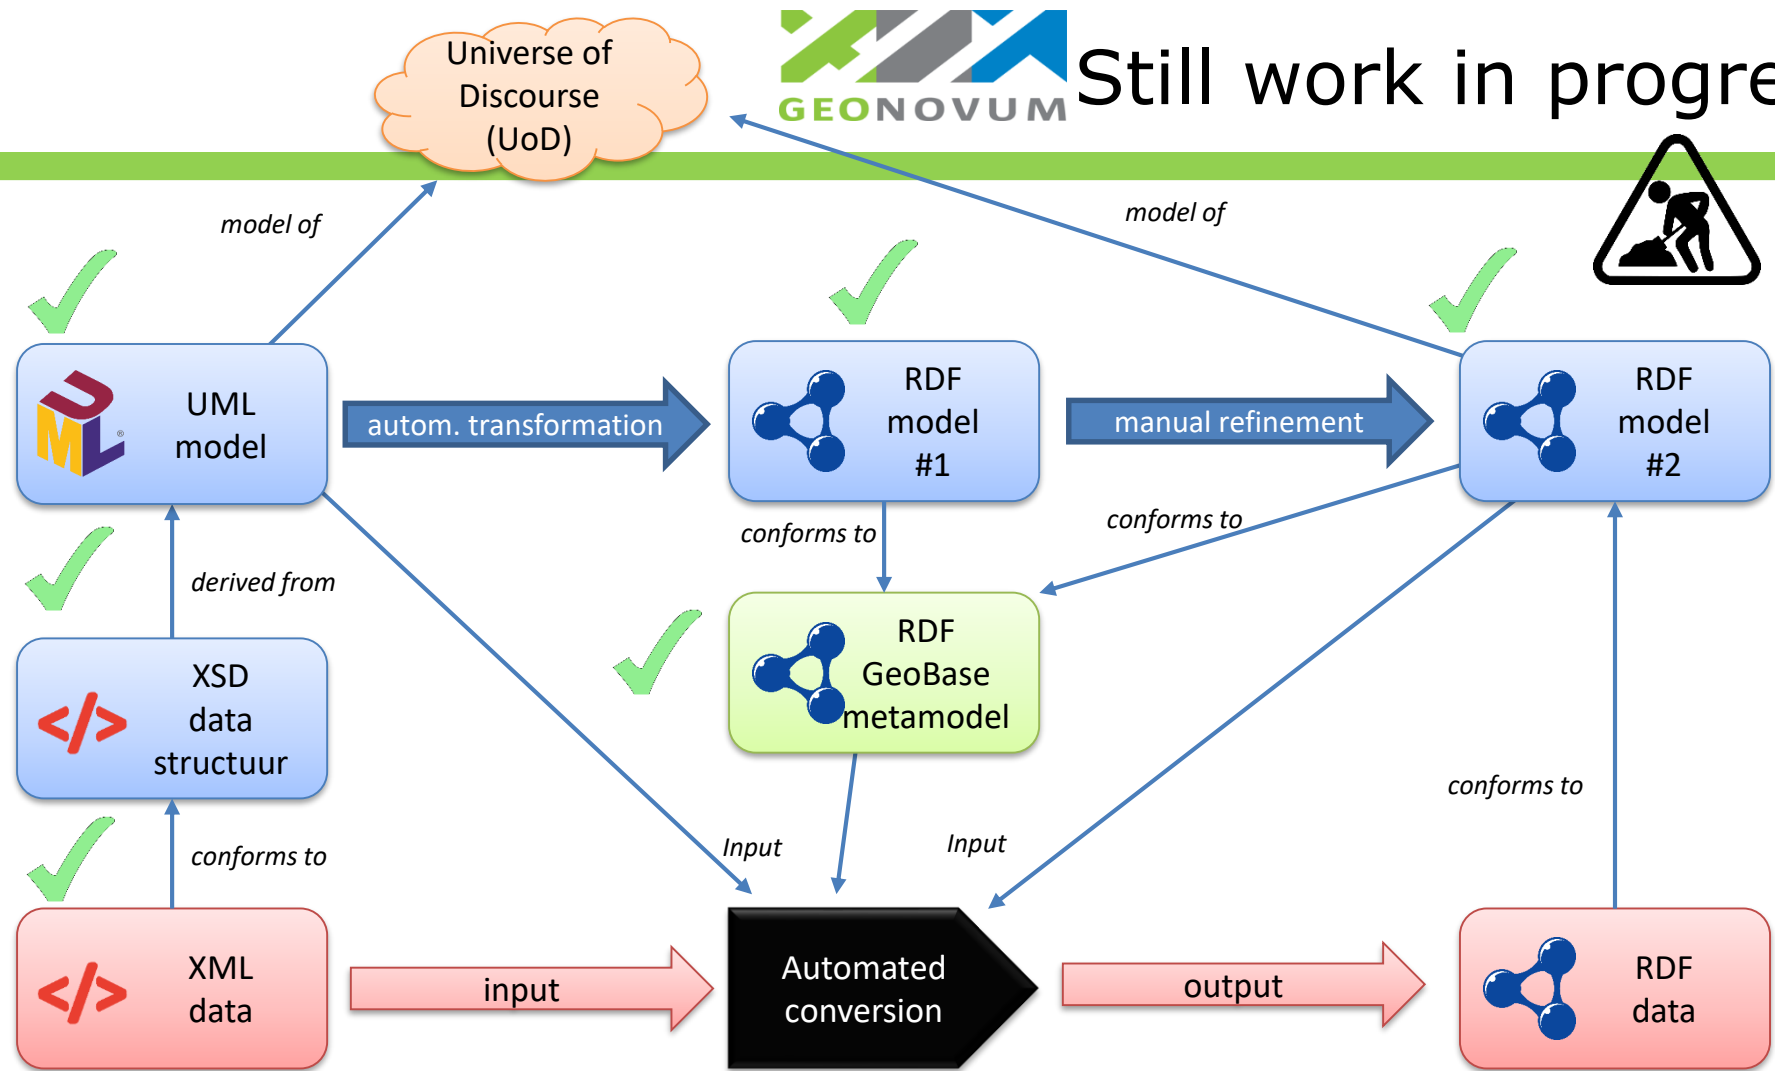 Universe of
Discourse
(UoD)
GEONOVUM
Still work in progre
model of
model of
UML
UML
model
®
autom. transformation
RDF
model
#1
manual refinement
RDF
model
#2
conforms to
conforms to
derived from
RDF
GeoBase
metamodel
XSD
data
structuur
</>
conforms to
conforms to
Input
Input
</>
XML
data
input
Automated
conversion
output
RDF
data